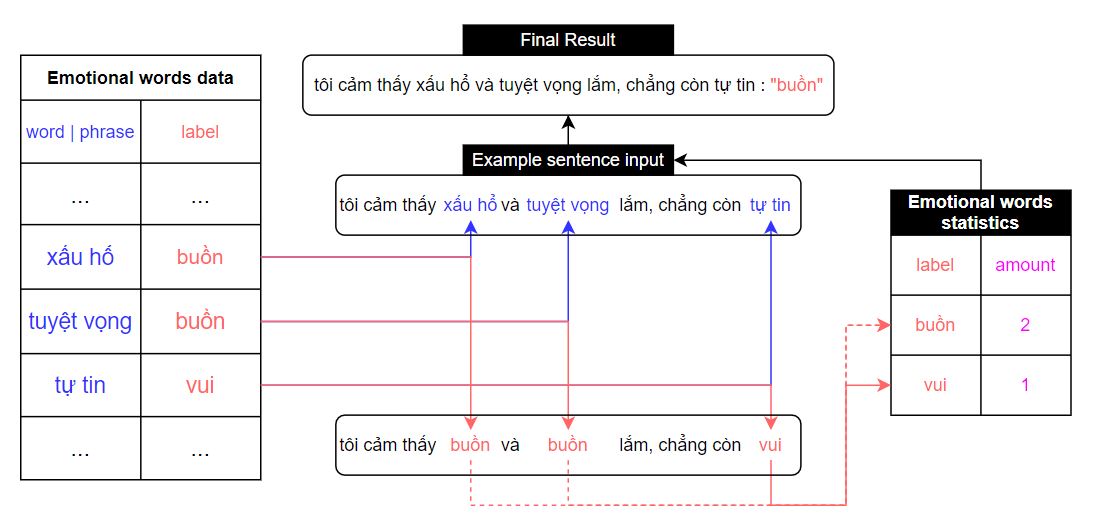 Emotional words data
word | phrase label
... ...
xấu hố buồn
tuyệt vọng buồn
tự tin vui
... ...
Final Result
tôi cảm thấy xấu hổ và tuyệt vọng lắm, chẳng còn tự tin : "buồn"
Example sentence input
tôi cảm thấy xấu hổ và tuyệt vọng lắm, chẳng còn tự tin
tôi cảm thấy buồn và buồn lắm, chẳng còn vui
Emotional words
statistics
label amount
buồn 2
vui 1